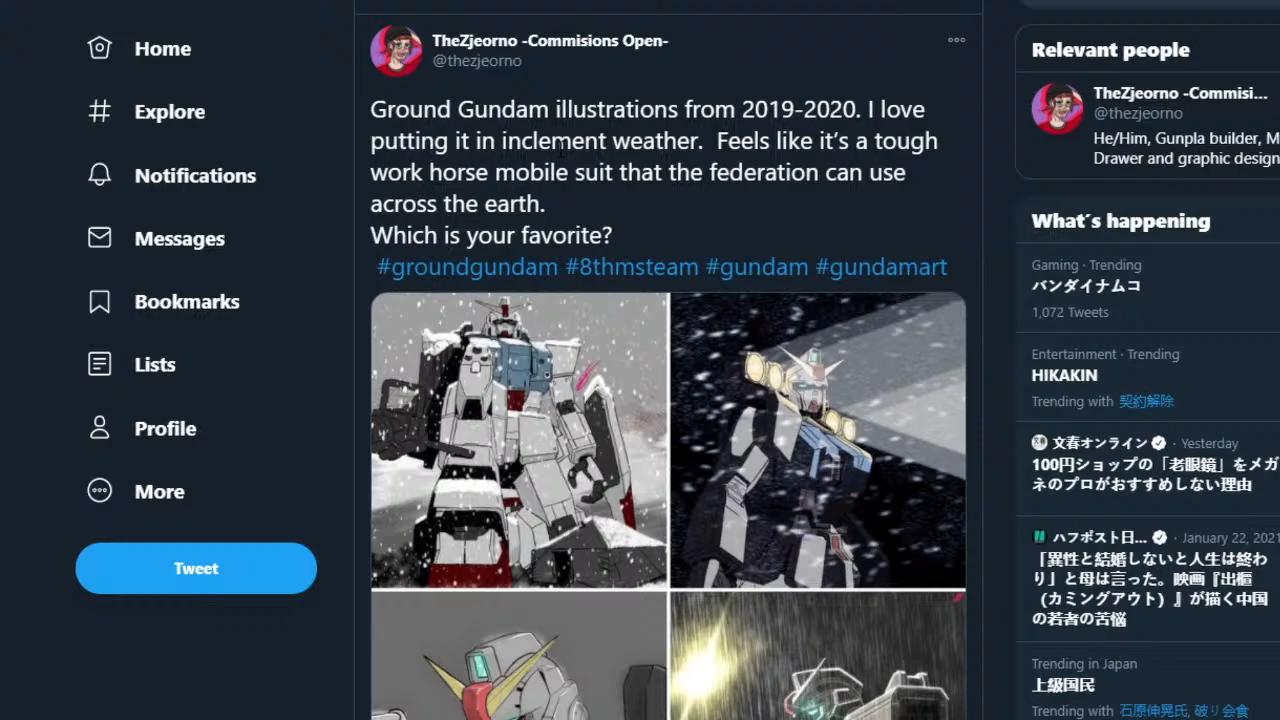 Home
Explore
Notifications
Messages
Bookmarks
Lists
Profile
More
Tweet
TheZjeorno -Commisions Open-
@thezjeorno
Ground Gundam illustrations from 2019-2020. I love
putting it in inclement weather.  Feels like it's a tough
work horse mobile suit that the federation can use
across the earth.
Which is your favorite?
#groundgundam #8thmsteam #gundam #gundamart
Relevant people
TheZjeorno -Commisi...
@thezjeorno
He/Him, Gunpla builder, M
Drawer and graphic design
What's happening
Gaming · Trending
バンダイナムコ
1,072 Tweets
Entertainment · Trending
HIKAKIN
Trending with 契約解除
文春オンライン · Yesterday
100円ショップの「老眼鏡」をメガ
ネのプロがおすすめしない理由
ハフポスト日... · January 22, 2021
「異性と結婚しないと人生は終わ
り」と母は言った。映画『出櫃
（カミングアウト）』が描く中国
の若者の苦悩
Trending in Japan
上級国民
Trending with 石原伸晃氏, 破り会食